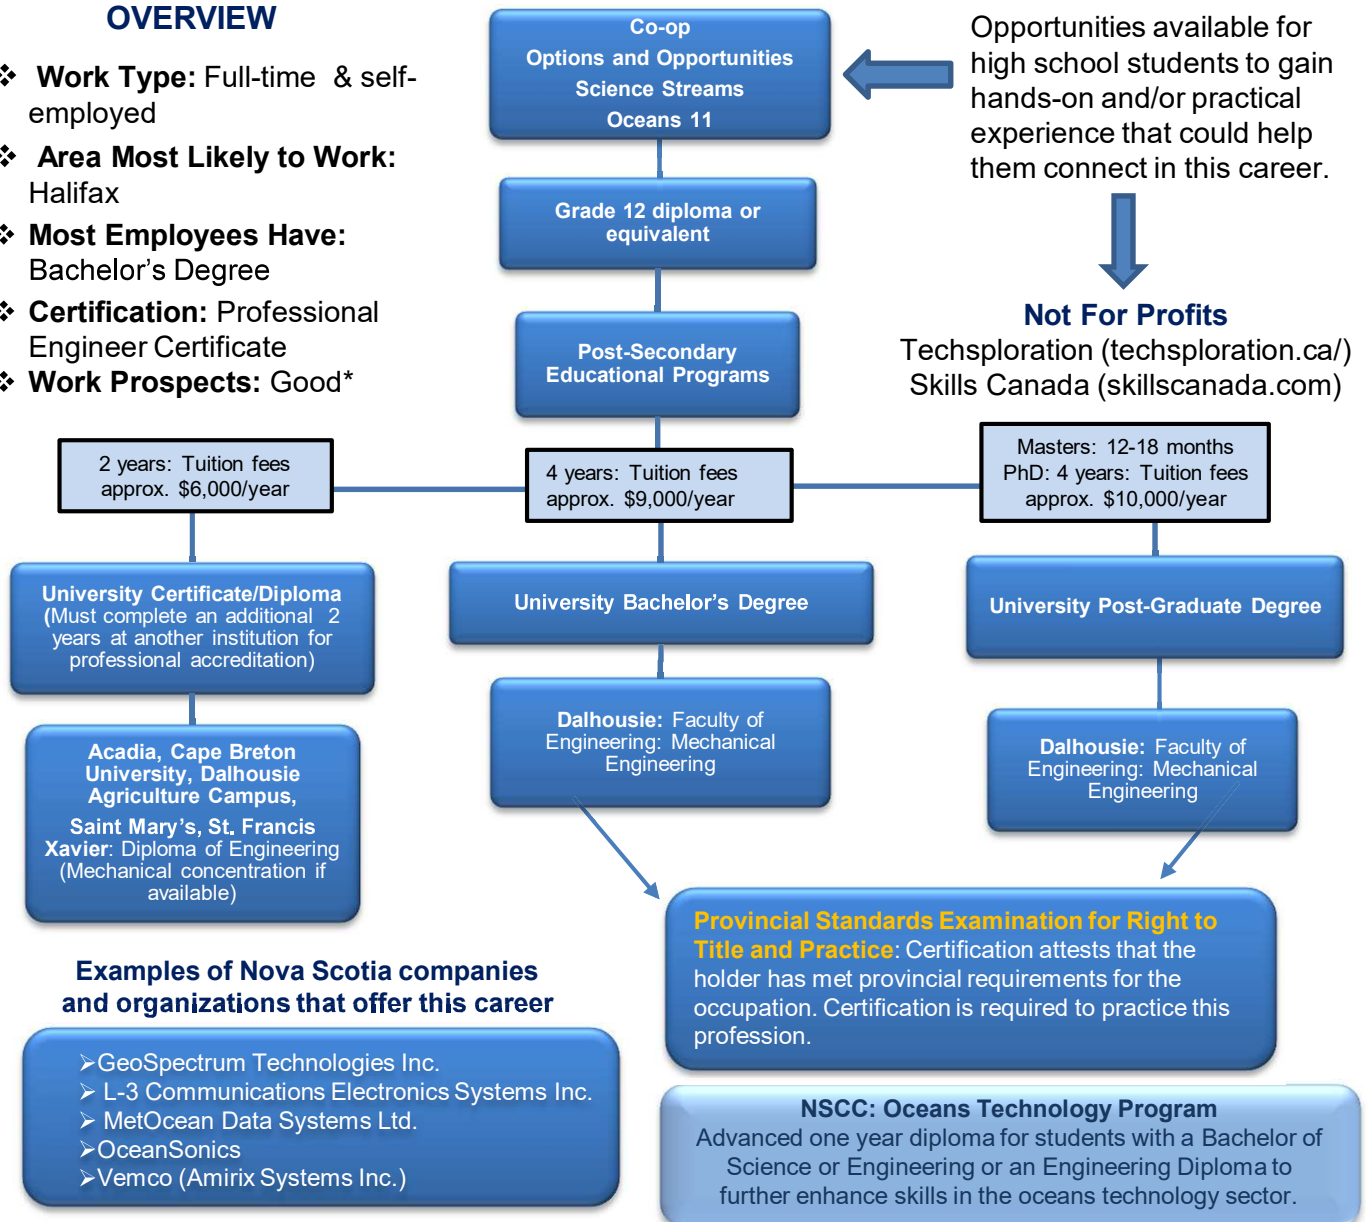 OVERVIEW
❖ Work Type: Full-time & self-
employed
❖ Area Most Likely to Work:
Halifax
❖ Most Employees Have:
Bachelor's Degree
❖ Certification: Professional
Engineer Certificate
❖ Work Prospects: Good*
Co-op
Options and Opportunities
Science Streams
Oceans 11
Opportunities available for
high school students to gain
hands-on and/or practical
experience that could help
them connect in this career.
Grade 12 diploma or
equivalent
Not For Profits
Techsploration (techsploration.ca/)
Skills Canada (skillscanada.com)
Post-Secondary
Educational Programs
2 years: Tuition fees
approx. $6,000/year
4 years: Tuition fees
approx. $9,000/year
Masters: 12-18 months
PhD: 4 years: Tuition fees
approx. $10,000/year
University Certificate/Diploma
(Must complete an additional 2
years at another institution for
professional accreditation)
University Bachelor's Degree
University Post-Graduate Degree
Acadia, Cape Breton
University, Dalhousie
Agriculture Campus,
Saint Mary's, St. Francis
Xavier: Diploma of Engineering
(Mechanical concentration if
available)
Dalhousie: Faculty of
Engineering: Mechanical
Engineering
Dalhousie: Faculty of
Engineering: Mechanical
Engineering
Provincial Standards Examination for Right to
Title and Practice: Certification attests that the
holder has met provincial requirements for the
occupation. Certification is required to practice this
profession.
Examples of Nova Scotia companies
and organizations that offer this career
➢GeoSpectrum Technologies Inc.
➢ L-3 Communications Electronics Systems Inc.
➢ MetOcean Data Systems Ltd.
➢OceanSonics
➢Vemco (Amirix Systems Inc.)
NSCC: Oceans Technology Program
Advanced one year diploma for students with a Bachelor of
Science or Engineering or an Engineering Diploma to
further enhance skills in the oceans technology sector.